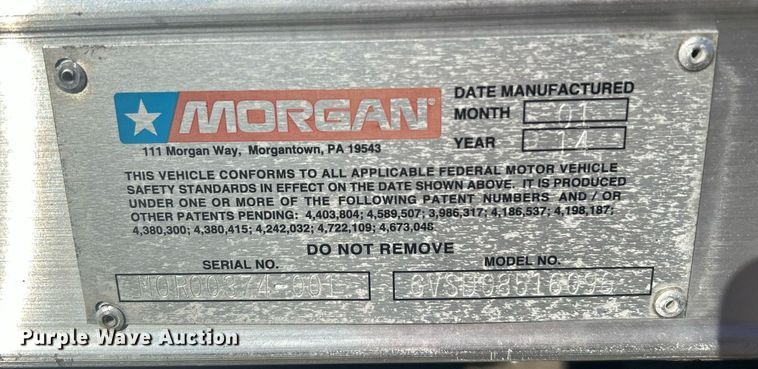 MORGAN®
111 Morgan Way, Morgantown, PA 19543
DATE MANUFACTURED
MONTH 01
YEAR 14
THIS VEHICLE CONFORMS TO ALL APPLICABLE FEDERAL MOTOR VEHICLE
SAFETY STANDARDS IN EFFECT ON THE DATE SHOWN ABOVE. IT IS PRODUCED
UNDER ONE OR MORE OF THE FOLLOWING PATENT NUMBERS AND / OR
OTHER PATENTS PENDING: 4,403,804; 4,589,507; 3,986,317; 4,186,537; 4,198,187;
4,380,300; 4,380,415; 4,242,032; 4,722,109; 4,673,046.
DO NOT REMOVE
SERIAL NO. MODEL NO.
Purple Wave Auction